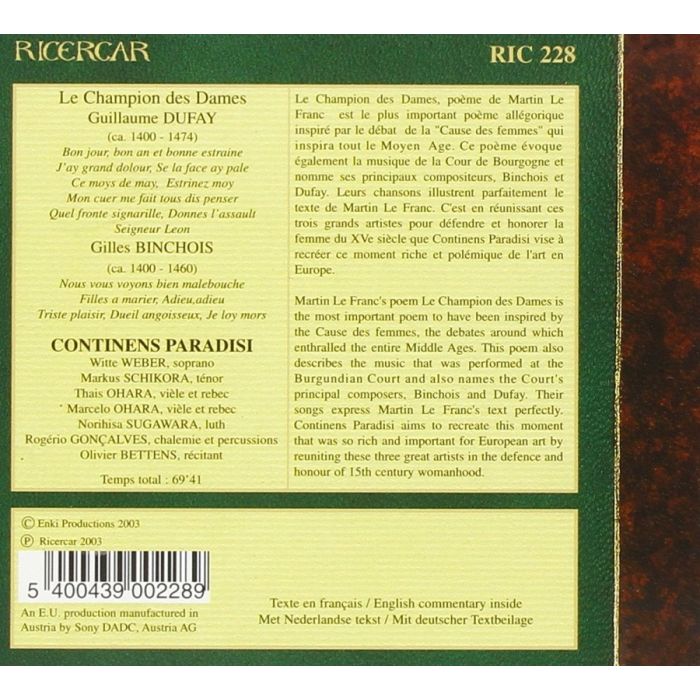 RICERCAR
RIC 228
Le Champion des Dames
Guillaume DUFAY
(ca. 1400 - 1474)
Bon jour, bon an et bonne estraine
J'ay grand dolour, Se la face ay pale
Ce moys de may, Estrinez moy
Mon cuer me fait tous dis penser
Quel fronte signarille, Donnes l'assault
Seigneur Leon
Gilles BINCHOIS
(ca. 1400 - 1460)
Nous vous voyons bien malebouche
Filles a marier, Adieu,adieu
Triste plaisir, Dueil angoisseux, Je loy mors
CONTINENS PARADISI
Witte WEBER, soprano
Markus SCHIKORA, ténor
Thais OHARA, vièle et rebec
Marcelo OHARA, vièle et rebec
Norihisa SUGAWARA, luth
Rogério GONÇALVES, chalemie et percussions
Olivier BETTENS, récitant
Temps total : 69'41
Le Champion des Dames, poème de Martin Le
Franc est le plus important poème allégorique
inspiré par le débat de la "Cause des femmes" qui
inspira tout le Moyen Age. Ce poème évoque
également la musique de la Cour de Bourgogne et
nomme ses principaux compositeurs, Binchois et
Dufay. Leurs chansons illustrent parfaitement le
texte de Martin Le Franc. C'est en réunissant ces
trois grands artistes pour défendre et honorer la
femme du XVe siècle que Continens Paradisi vise à
recréer ce moment riche et polémique de l'art en
Europe.
Martin Le Franc's poem Le Champion des Dames is
the most important poem to have been inspired by
the Cause des femmes, the debates around which
enthralled the entire Middle Ages. This poem also
describes the music that was performed at the
Burgundian Court and also names the Court's
principal composers, Binchois and Dufay. Their
songs express Martin Le Franc's text perfectly.
Continens Paradisi aims to recreate this moment
that was so rich and important for European art by
reuniting these three great artists in the defence and
honour of 15th century womanhood.
© Enki Productions 2003
℗ Ricercar 2003
5 400439 002289
An E.U. production manufactured in
Austria by Sony DADC, Austria AG
Texte en français / English commentary inside
Met Nederlandse tekst / Mit deutscher Textbeilage